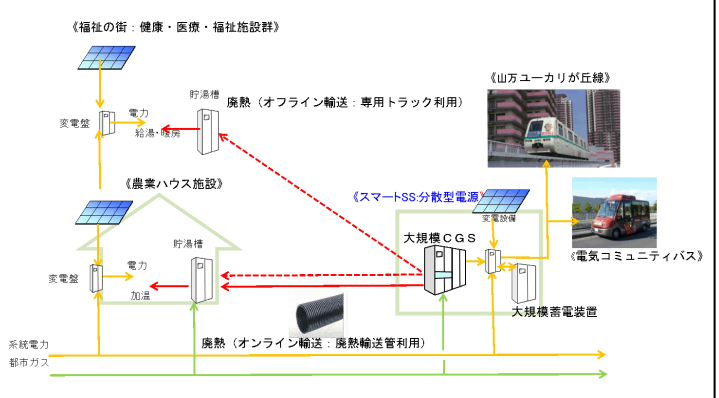 《福祉の街：健康・医療・福祉施設群》
《山万ユーカリが丘線》
貯湯槽
廃熱（オフライン輸送：専用トラック利用）
電力
変電盤
給湯・暖房
《農業ハウス施設》
《スマートSS:分散型電源》
変電設備
貯湯槽
大規模ＣＧＳ
《電気コミュニティバス》
電力
変電盤
加温
大規模蓄電装置
廃熱（オンライン輸送：廃熱輸送管利用）
系統電力
都市ガス